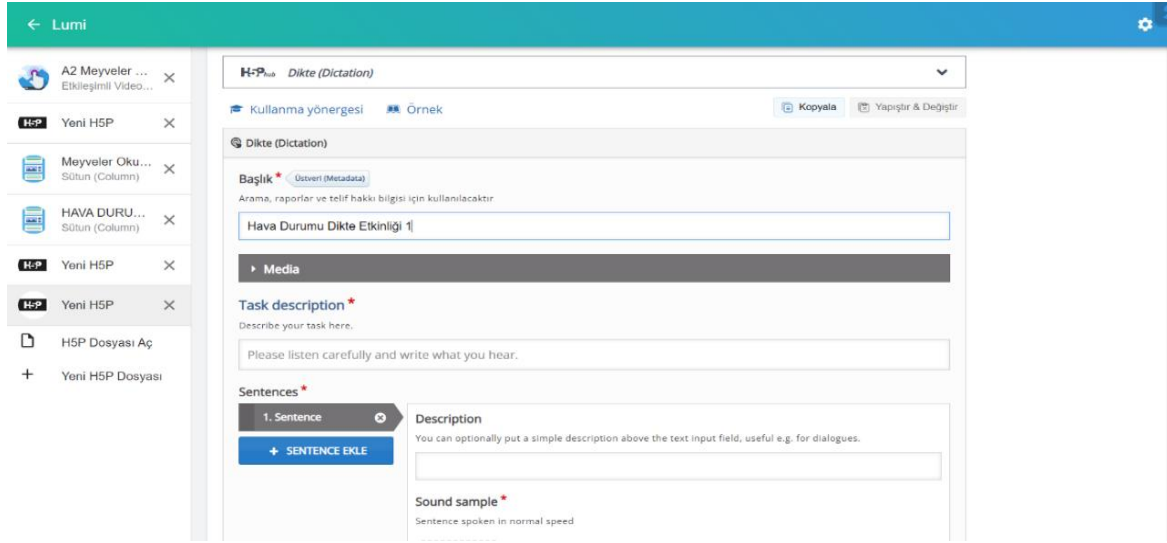 ← Lumi
A2 Meyveler ...
Etkileşimli Video...
H-P Yeni H5P
Meyveler Oku...
Sütun (Column)
HAVA DURU...
Sütun (Column)
H-P Yeni H5P
H-P Yeni H5P
H5P Dosyası Aç
+ Yeni H5P Dosyası
H5Phub Dikte (Dictation)
Kullanma yönergesi Örnek Kopyala Yapıştır & Değiştir
Dikte (Dictation)
Başlık * Üstveri (Metadata)
Arama, raporlar ve telif hakkı bilgisi için kullanılacaktır
Hava Durumu Dikte Etkinliği 1
Media
Task description *
Describe your task here.
Please listen carefully and write what you hear.
Sentences *
1. Sentence
+ SENTENCE EKLE
Description
You can optionally put a simple description above the text input field, useful e.g. for dialogues.
Sound sample *
Sentence spoken in normal speed